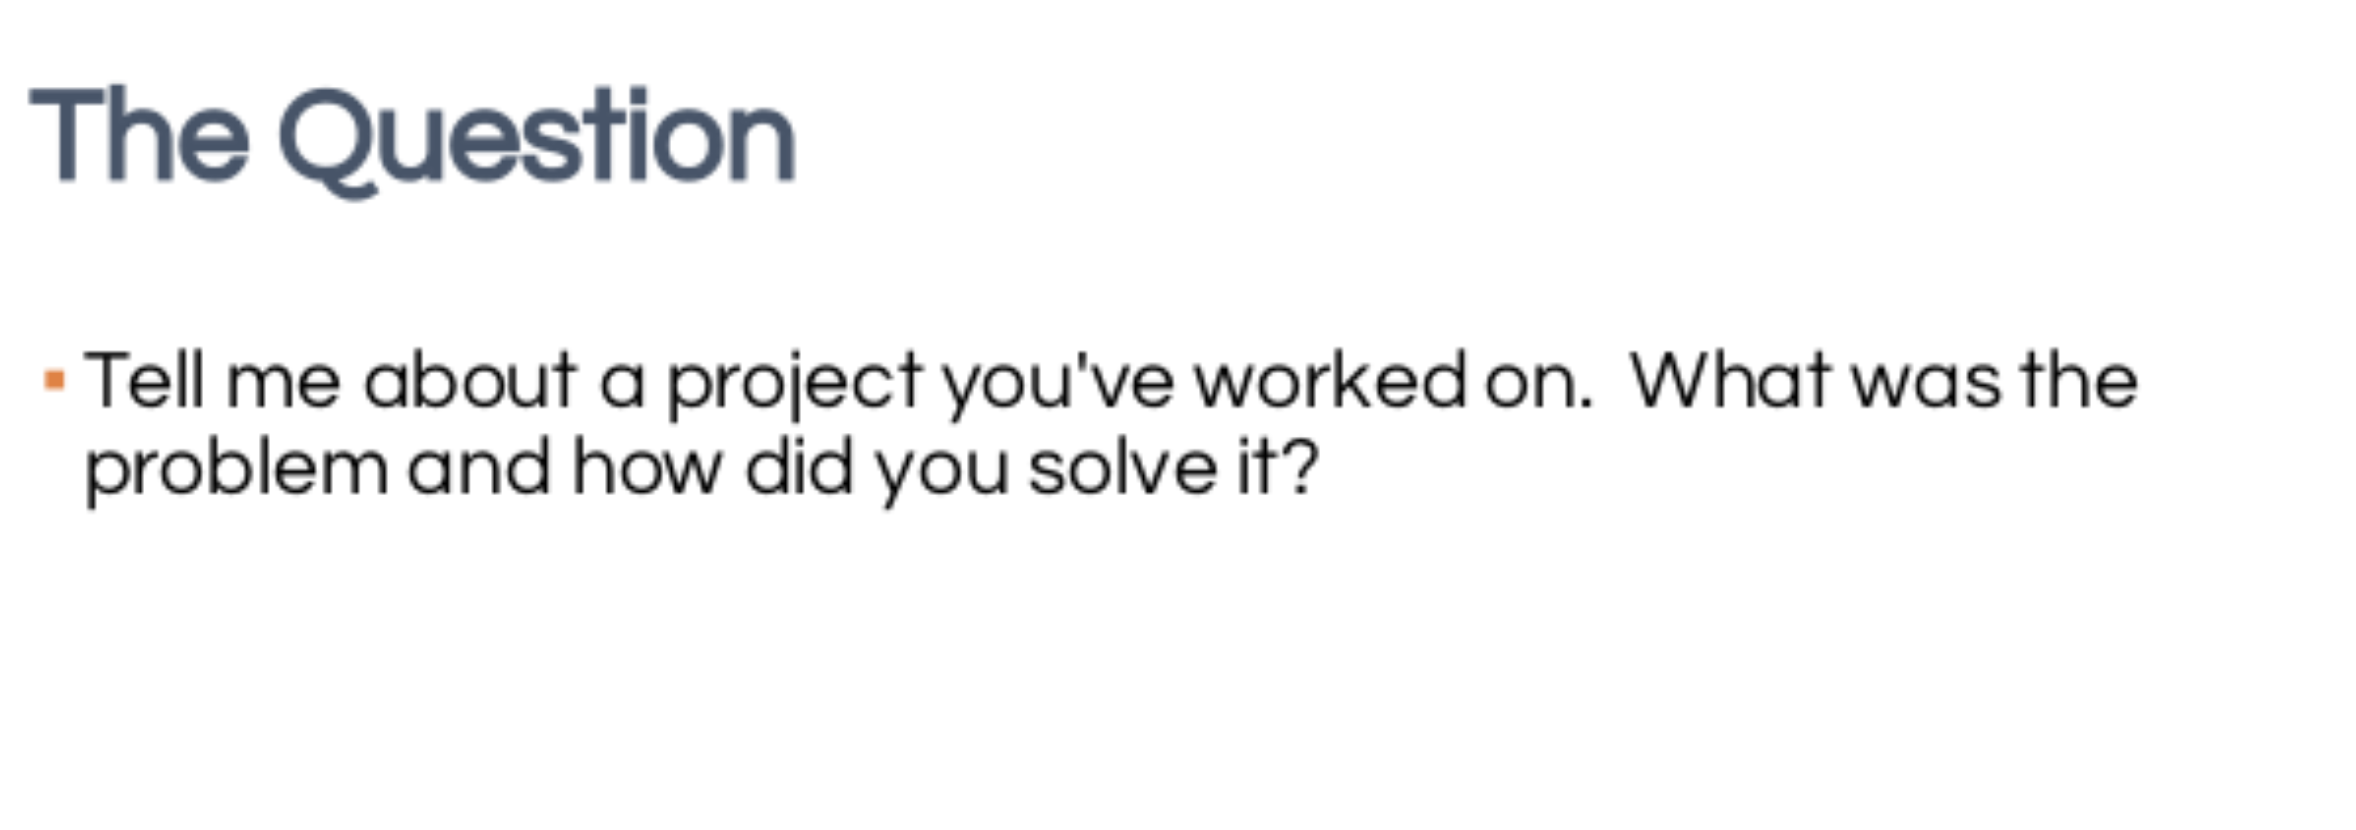 The Question
Tell me about a project you've worked on.  What was the
problem and how did you solve it?